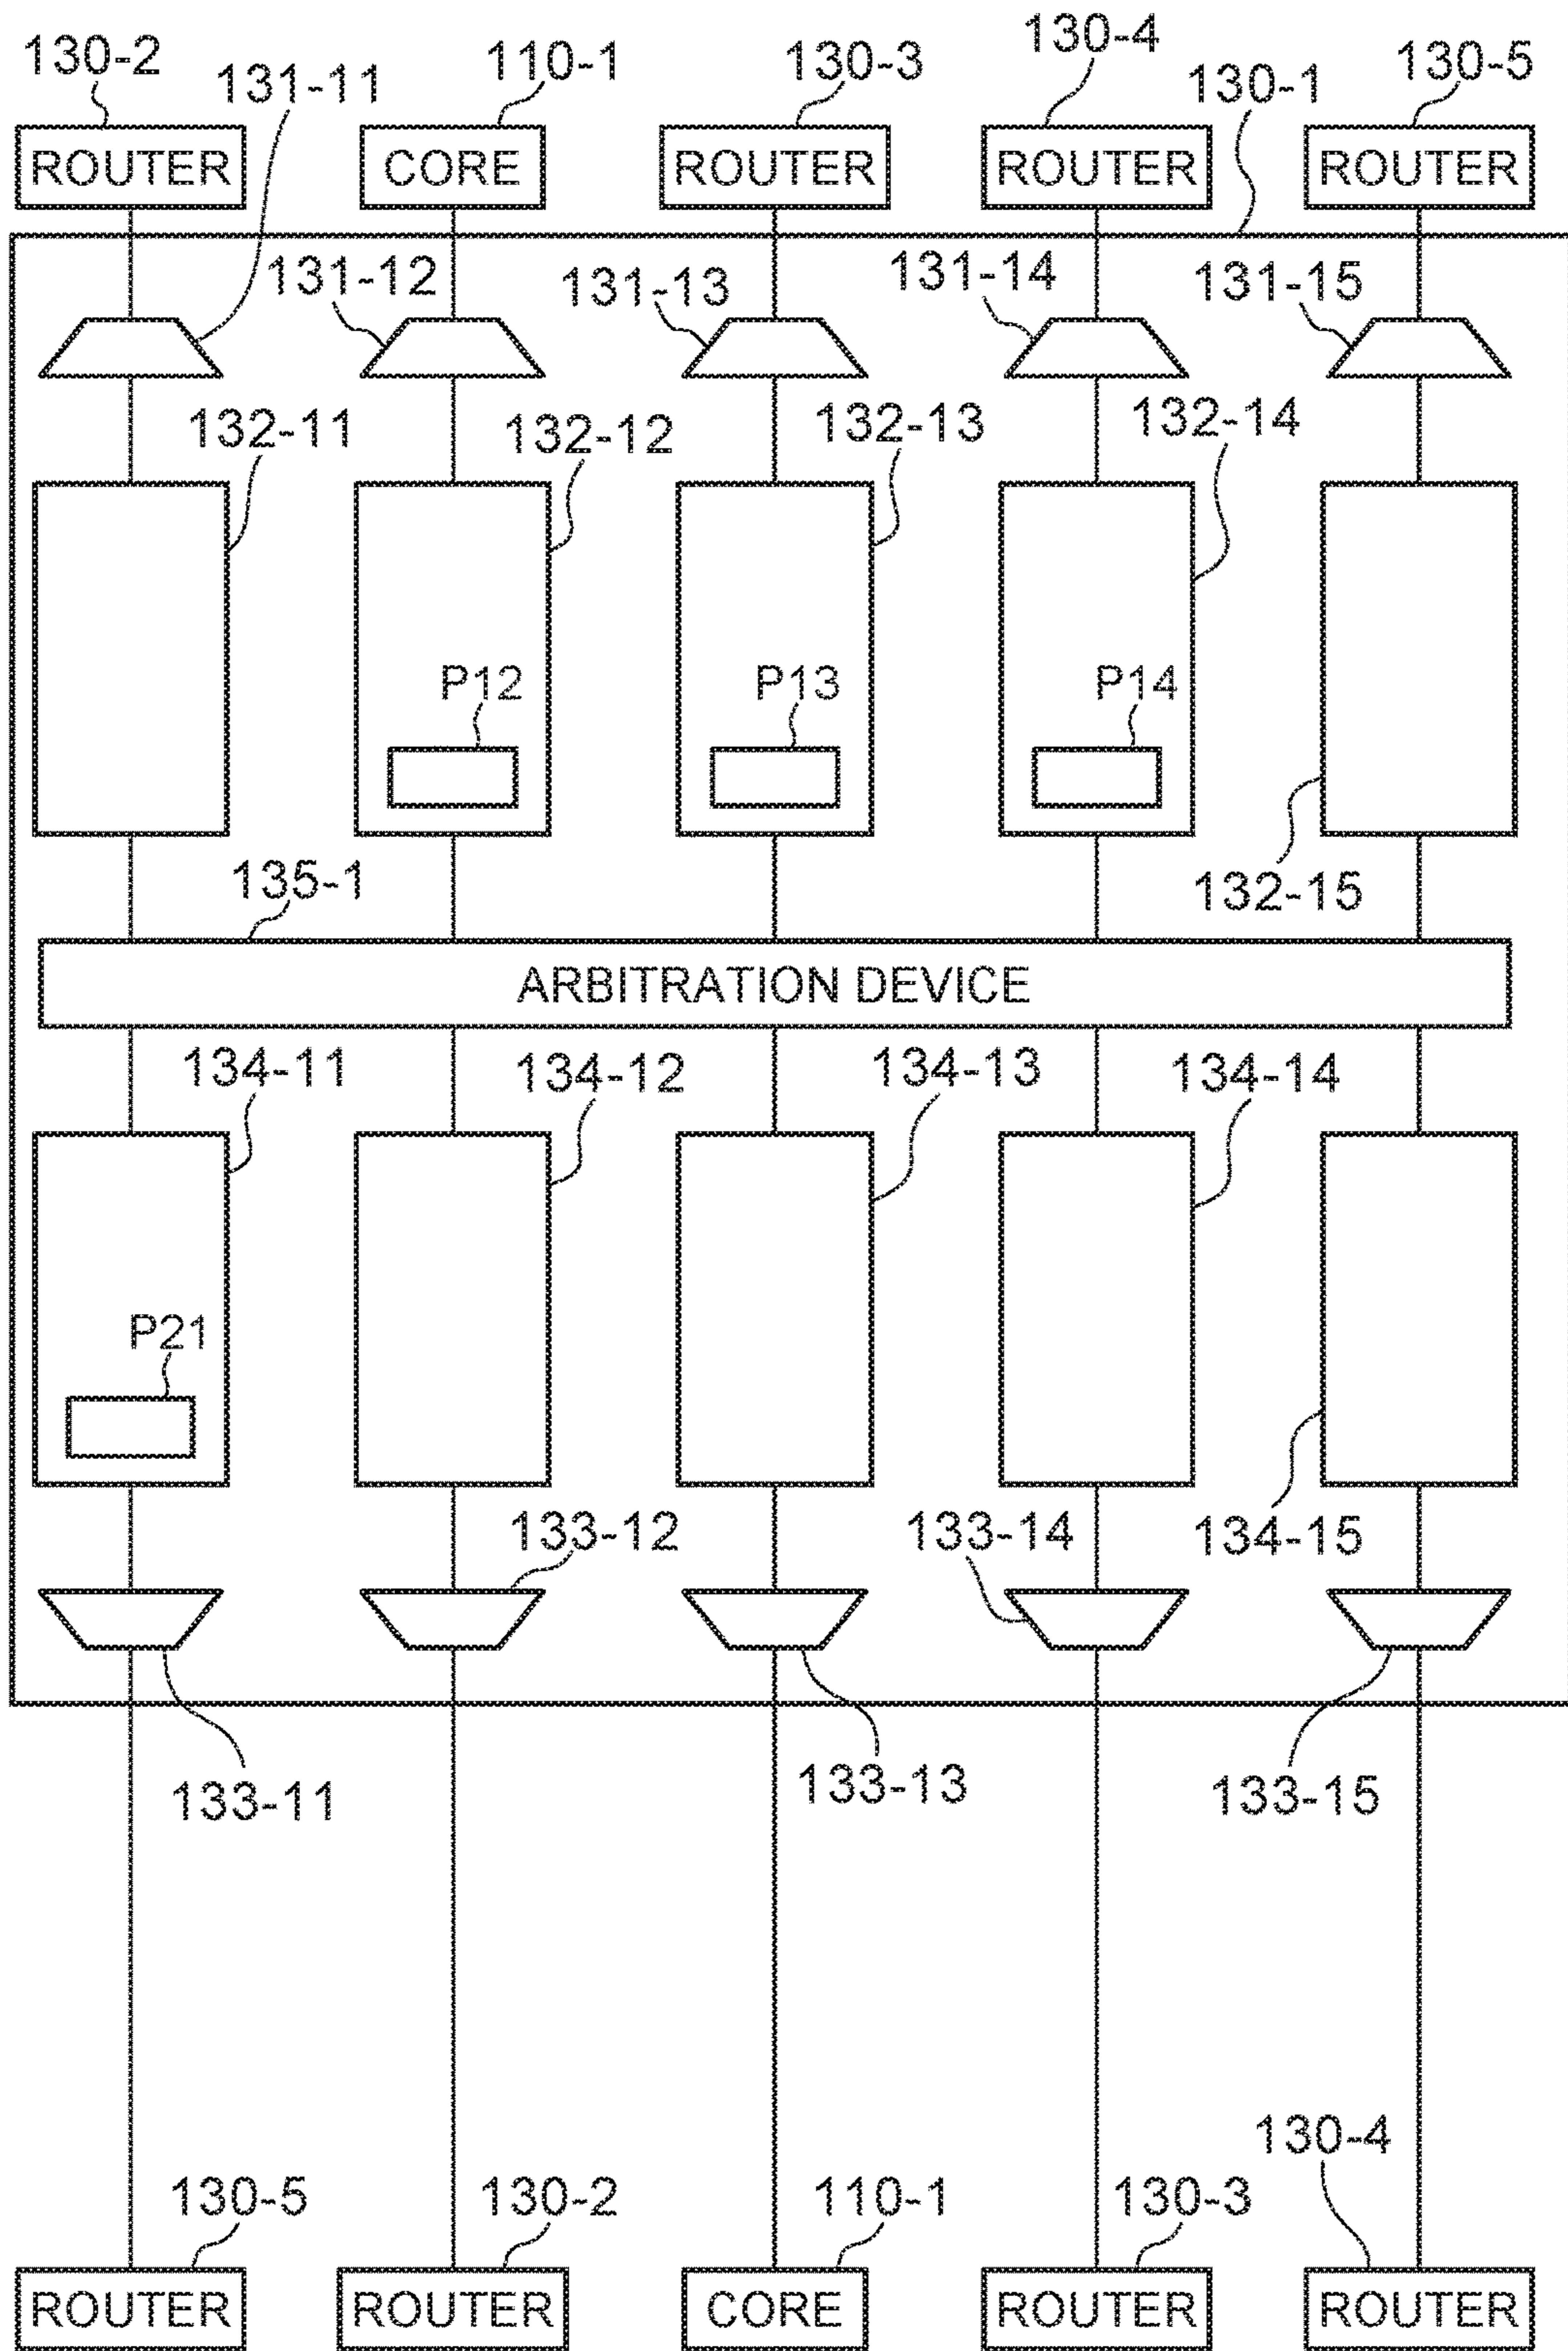 130-2
131-11
110-1
130-3
130-4
130-1
130-5
ROUTER
CORE
ROUTER
ROUTER
ROUTER
131-12
131-13
131-14
131-15
132-11
132-12
132-13
132-14
P12
P13
P14
135-1
132-15
ARBITRATION DEVICE
134-11
134-12
134-13
134-14
P21
133-12
133-14
134-15
133-11
133-13
133-15
130-5
130-2
110-1
130-3
130-4
ROUTER
ROUTER
CORE
ROUTER
ROUTER